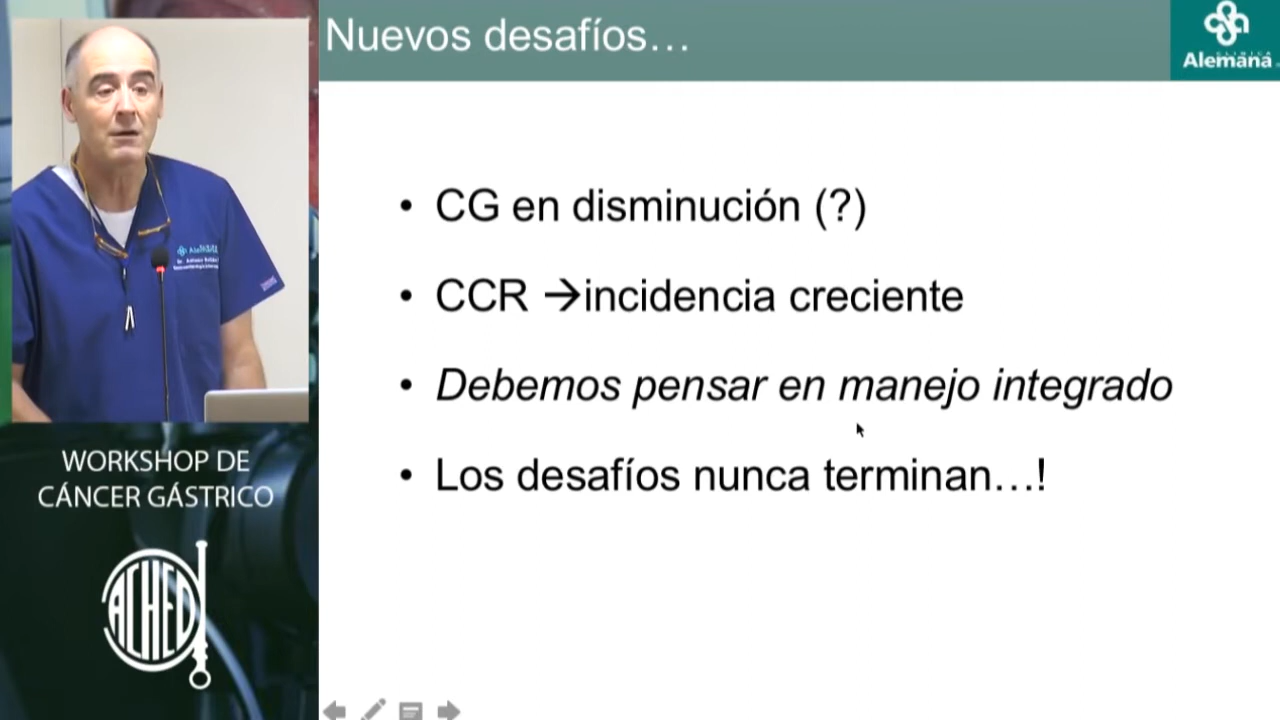 Nuevos desafíos…
CLINICA
Alemana
• CG en disminución (?)
• CCR →incidencia creciente
• Debemos pensar en manejo integrado
• Los desafíos nunca terminan…!
WORKSHOP DE
CÁNCER GÁSTRICO
ACHED